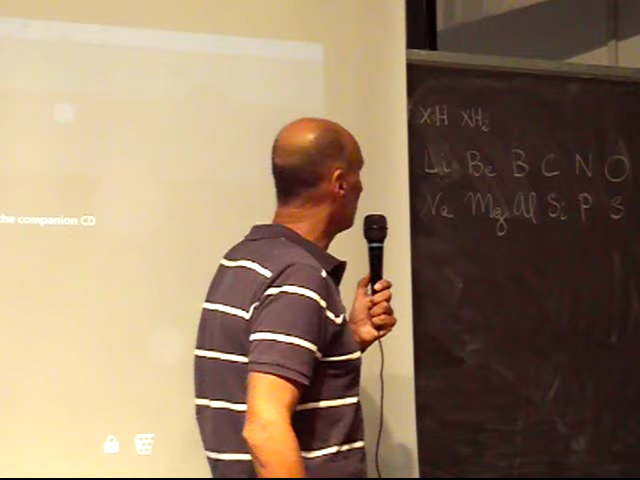 the companion CD
XH XH₂
Li Be B C N O
Na Mg Al Si P S